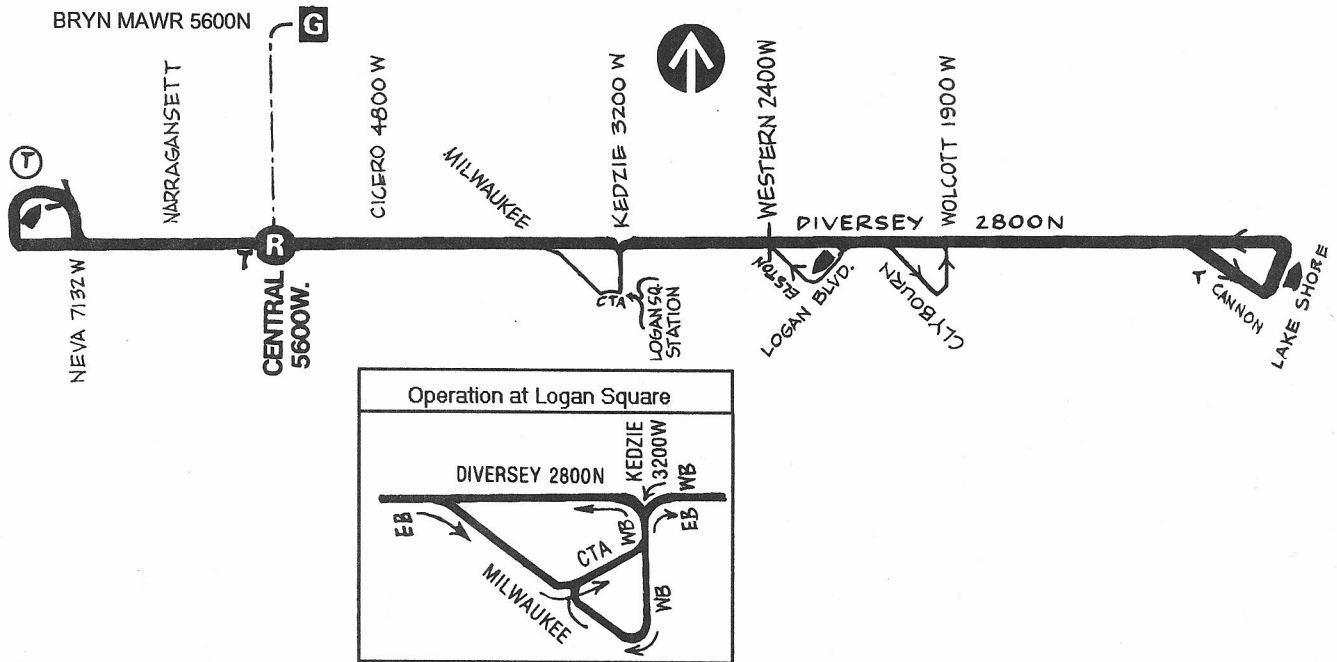 BRYN MAWR 5600N
G
T
NARRAGANSETT
CICERO 4800 W
MILWAUKEE
KEDZIE 3200 W
WESTERN 2400W
WOLCOTT 1900 W
DIVERSEY 2800N
R
T
NEVA 7132 W
CENTRAL
5600W.
CTA
LOGAN SQ.
STATION
ELSTON
LOGAN BLVD.
CLYBOURN
T
CANNON
LAKE SHORE
Operation at Logan Square
DIVERSEY 2800N
KEDZIE
3200W
WB
EB
WB
EB
CTA
MILWAUKEE
WB